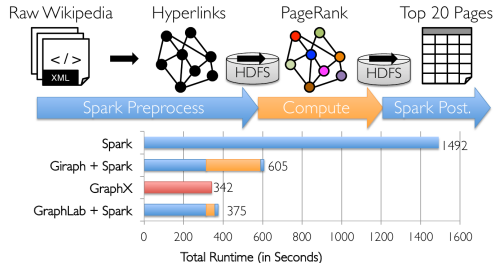 Raw Wikipedia
Hyperlinks
PageRank
Top 20 Pages
</>
XML
HDFS
HDFS
Spark Preprocess
Compute
Spark Post.
Spark
1492
Giraph + Spark
605
GraphX
342
GraphLab + Spark
375
0 200 400 600 800 1000 1200 1400 1600
Total Runtime (in Seconds)